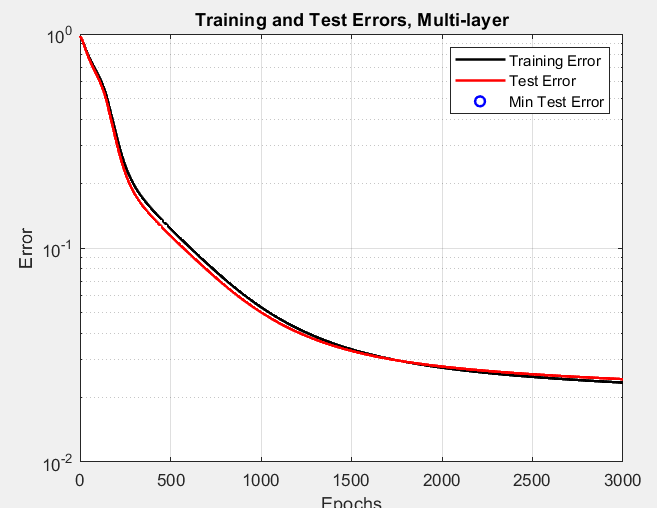 Training and Test Errors, Multi-layer
Training Error
Test Error
Min Test Error
10^0
10^-1
10^-2
Error
0 500 1000 1500 2000 2500 3000
Epochs